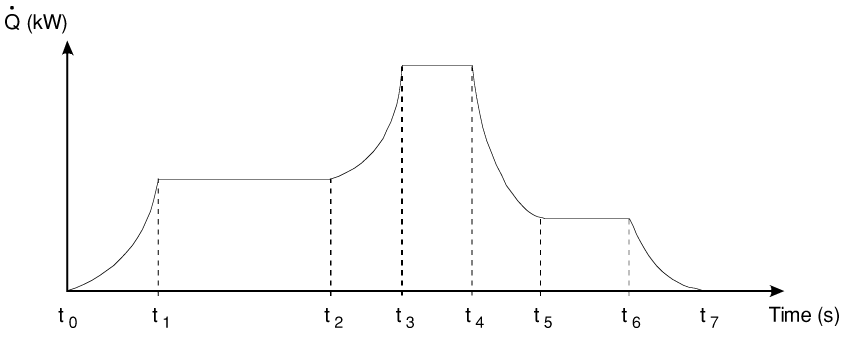 Q̇ (kW)
t0 t1 t2 t3 t4 t5 t6 t7 Time (s)